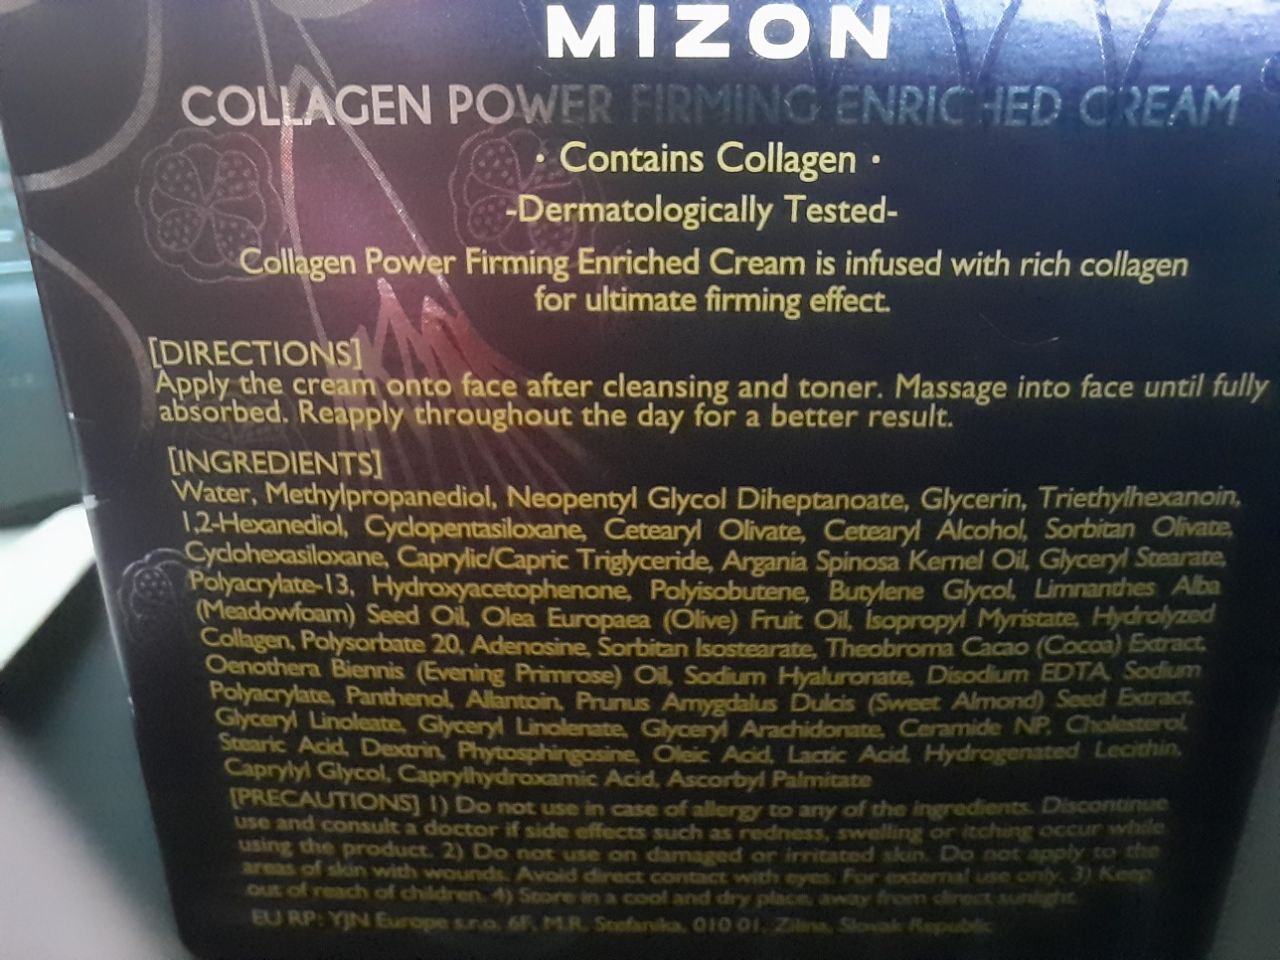 MIZON
COLLAGEN POWER FIRMING ENRICHED CREAM
• Contains Collagen •
-Dermatologically Tested-
Collagen Power Firming Enriched Cream is infused with rich collagen
for ultimate firming effect.
[DIRECTIONS]
Apply the cream onto face after cleansing and toner. Massage into face until fully
absorbed. Reapply throughout the day for a better result.
[INGREDIENTS]
Water, Methylpropanediol, Neopentyl Glycol Diheptanoate, Glycerin, Triethylhexanoin,
1,2-Hexanediol, Cyclopentasiloxane, Cetearyl Olivate, Cetearyl Alcohol, Sorbitan Olivate,
Cyclohexasiloxane, Caprylic/Capric Triglyceride, Argania Spinosa Kernel Oil, Glyceryl Stearate,
Polyacrylate-13, Hydroxyacetophenone, Polyisobutene, Butylene Glycol, Limnanthes Alba
(Meadowfoam) Seed Oil, Olea Europaea (Olive) Fruit Oil, Isopropyl Myristate, Hydrolyzed
Collagen, Polysorbate 20, Adenosine, Sorbitan Isostearate, Theobroma Cacao (Cocoa) Extract,
Oenothera Biennis (Evening Primrose) Oil, Sodium Hyaluronate, Disodium EDTA, Sodium
Polyacrylate, Panthenol, Allantoin, Prunus Amygdalus Dulcis (Sweet Almond) Seed Extract,
Glyceryl Linoleate, Glyceryl Linolenate, Glyceryl Arachidonate, Ceramide NP, Cholesterol,
Stearic Acid, Dextrin, Phytosphingosine, Oleic Acid, Lactic Acid, Hydrogenated Lecithin,
Caprylyl Glycol, Caprylhydroxamic Acid, Ascorbyl Palmitate
[PRECAUTIONS] 1) Do not use in case of allergy to any of the ingredients. Discontinue
use and consult a doctor if side effects such as redness, swelling or itching occur while
using the product. 2) Do not use on damaged or irritated skin. Do not apply to the
areas of skin with wounds. Avoid direct contact with eyes. For external use only. 3) Keep
out of reach of children. 4) Store in a cool and dry place, away from direct sunlight.
EU RP: YJN Europe s.r.o. 6F, M.R. Stefanika, 010 01, Zilina, Slovak Republic